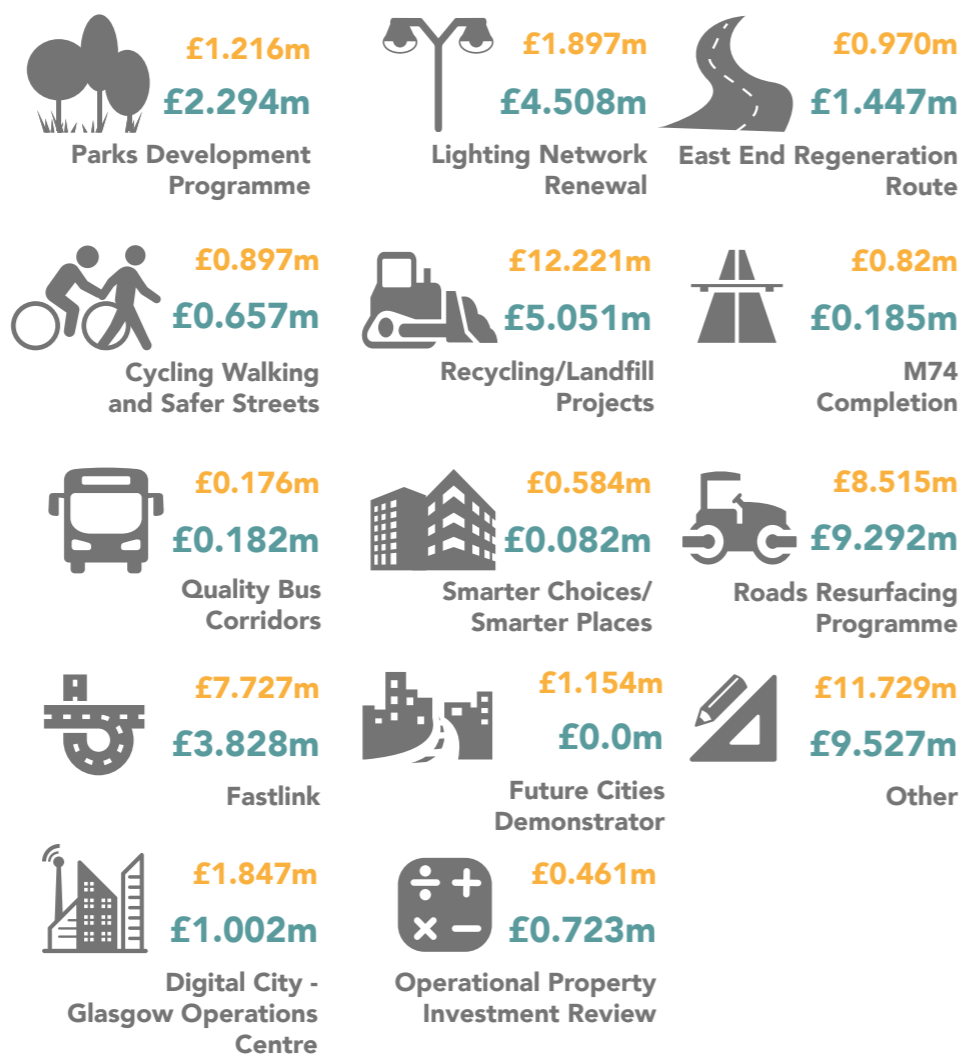 £1.216m
£2.294m
Parks Development
Programme
£1.897m
£4.508m
Lighting Network
Renewal
£0.970m
£1.447m
East End Regeneration
Route
£0.897m
£0.657m
Cycling Walking
and Safer Streets
£12.221m
£5.051m
Recycling/Landfill
Projects
£0.82m
£0.185m
M74
Completion
£0.176m
£0.182m
Quality Bus
Corridors
£0.584m
£0.082m
Smarter Choices/
Smarter Places
£8.515m
£9.292m
Roads Resurfacing
Programme
£7.727m
£3.828m
Fastlink
£1.154m
£0.0m
Future Cities
Demonstrator
£11.729m
£9.527m
Other
£1.847m
£1.002m
Digital City -
Glasgow Operations
Centre
£0.461m
£0.723m
Operational Property
Investment Review